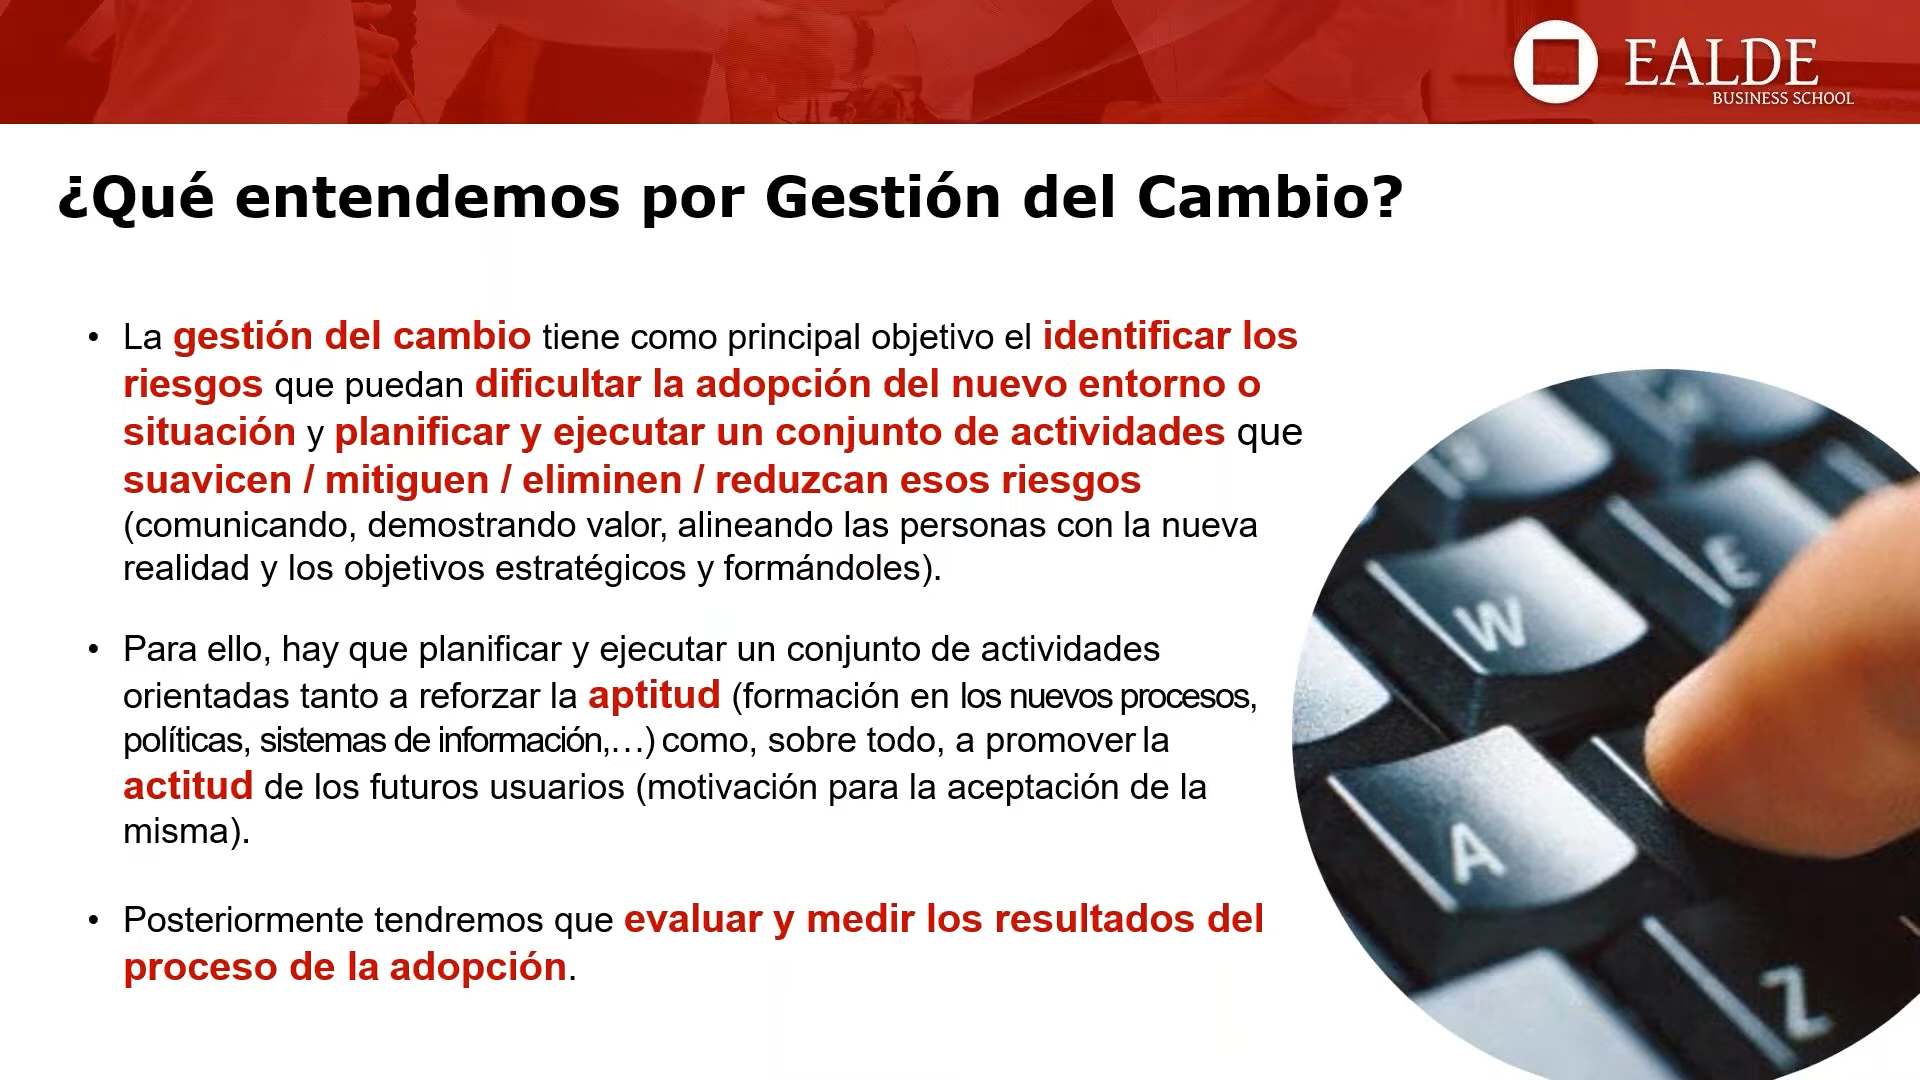 EALDE
BUSINESS SCHOOL
¿Qué entendemos por Gestión del Cambio?
• La gestión del cambio tiene como principal objetivo el identificar los
riesgos que puedan dificultar la adopción del nuevo entorno o
situación y planificar y ejecutar un conjunto de actividades que
suavicen / mitiguen / eliminen / reduzcan esos riesgos
(comunicando, demostrando valor, alineando las personas con la nueva
realidad y los objetivos estratégicos y formándoles).
• Para ello, hay que planificar y ejecutar un conjunto de actividades
orientadas tanto a reforzar la aptitud (formación en los nuevos procesos,
políticas, sistemas de información,…) como, sobre todo, a promover la
actitud de los futuros usuarios (motivación para la aceptación de la
misma).
• Posteriormente tendremos que evaluar y medir los resultados del
proceso de la adopción.
E
W
A
Z